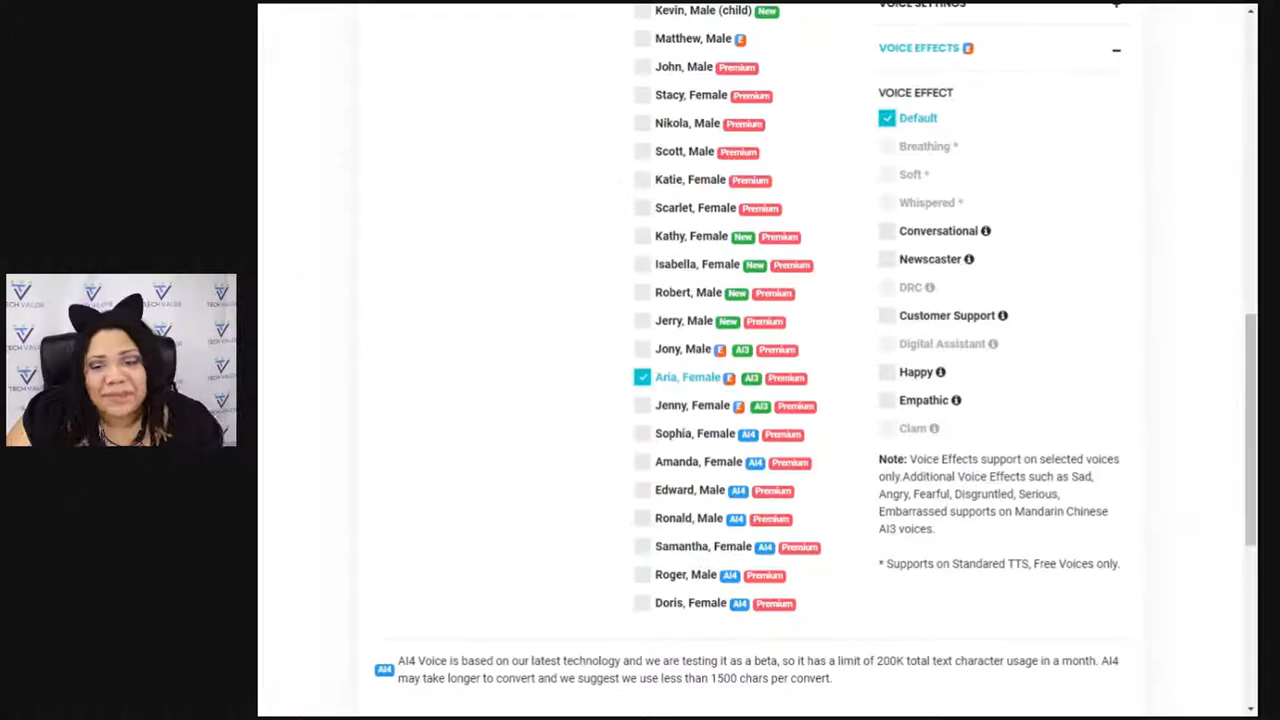 Kevin, Male (child) New
Matthew, Male E
John, Male Premium
Stacy, Female Premium
Nikola, Male Premium
Scott, Male Premium
Katie, Female Premium
Scarlet, Female Premium
Kathy, Female New Premium
Isabella, Female New Premium
Robert, Male New Premium
Jerry, Male New Premium
Jony, Male E AI3 Premium
Aria, Female E AI3 Premium
Jenny, Female E AI3 Premium
Sophia, Female AI4 Premium
Amanda, Female AI4 Premium
Edward, Male AI4 Premium
Ronald, Male AI4 Premium
Samantha, Female AI4 Premium
Roger, Male AI4 Premium
Doris, Female AI4 Premium
VOICE SETTINGS +
VOICE EFFECTS E −
VOICE EFFECT
Default
Breathing *
Soft *
Whispered *
Conversational
Newscaster
DRC
Customer Support
Digital Assistant
Happy
Empathic
Clam
Note: Voice Effects support on selected voices
only.Additional Voice Effects such as Sad,
Angry, Fearful, Disgruntled, Serious,
Embarrassed supports on Mandarin Chinese
AI3 voices.
* Supports on Standared TTS, Free Voices only.
AI4 AI4 Voice is based on our latest technology and we are testing it as a beta, so it has a limit of 200K total text character usage in a month. AI4
may take longer to convert and we suggest we use less than 1500 chars per convert.
TECH VALOR